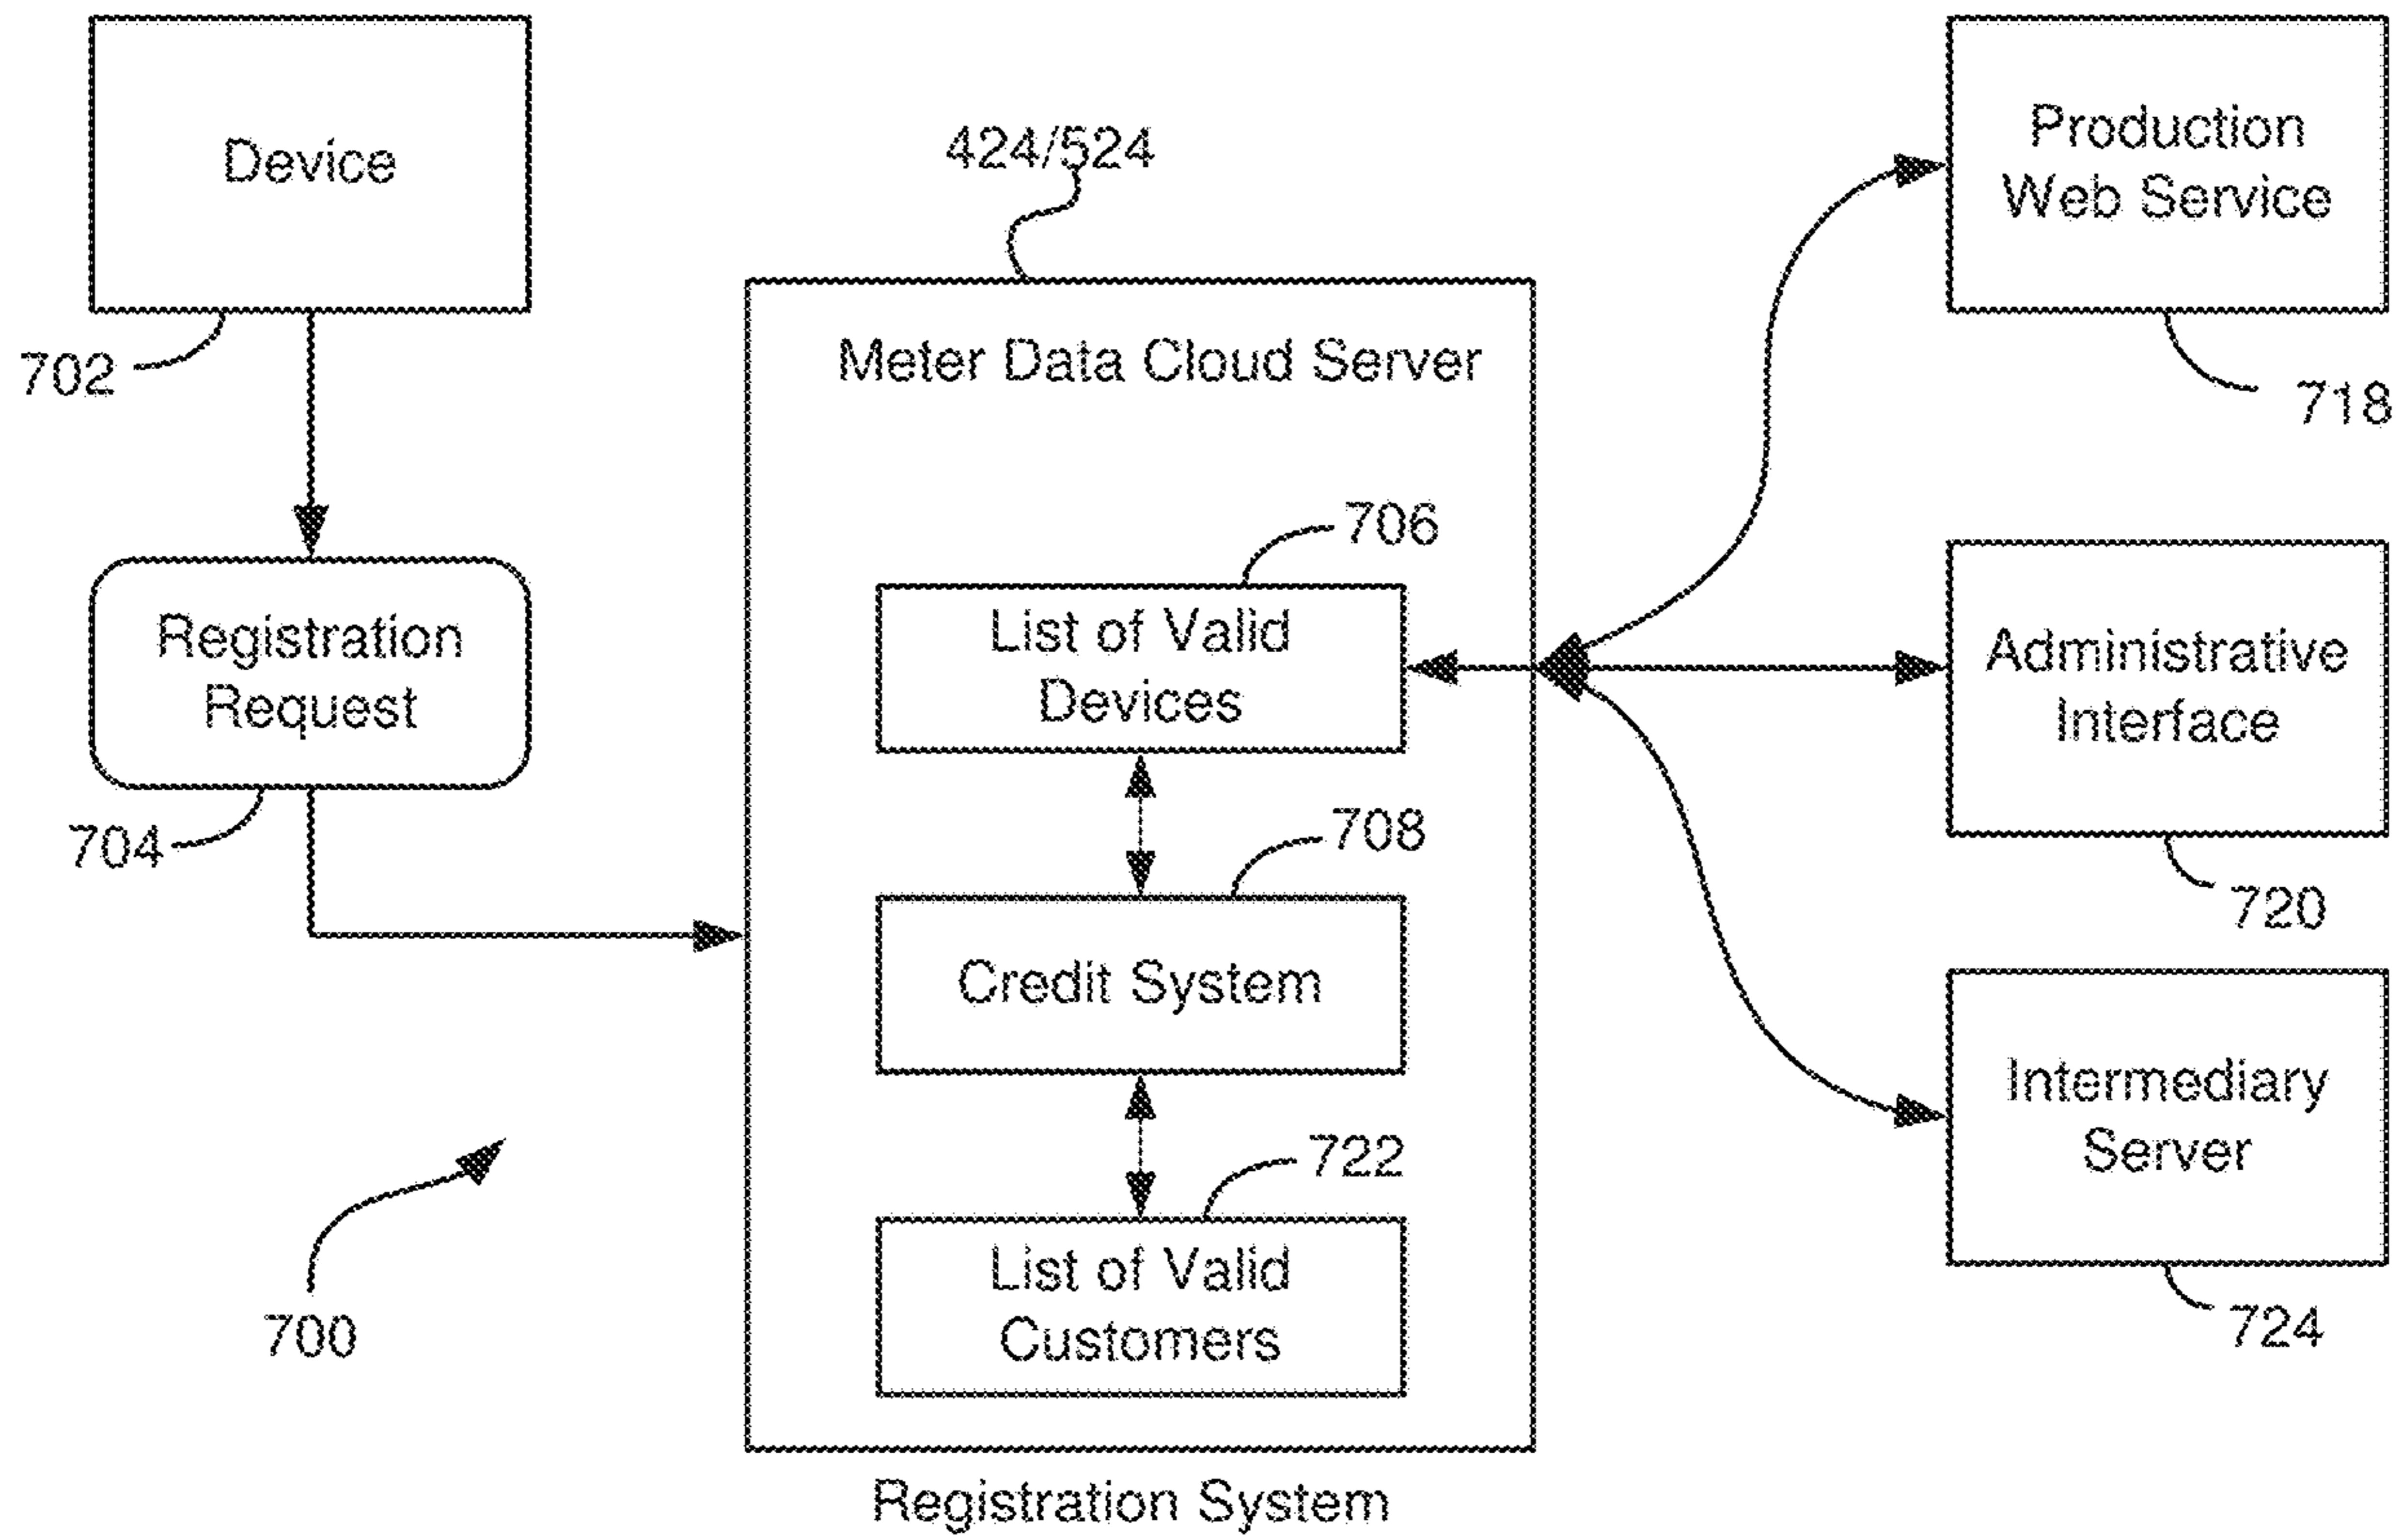 Device
702
Registration
Request
704
700
424/524
Meter Data Cloud Server
706
List of Valid
Devices
708
Credit System
722
List of Valid
Customers
Registration System
Production
Web Service
718
Administrative
Interface
720
Intermediary
Server
724